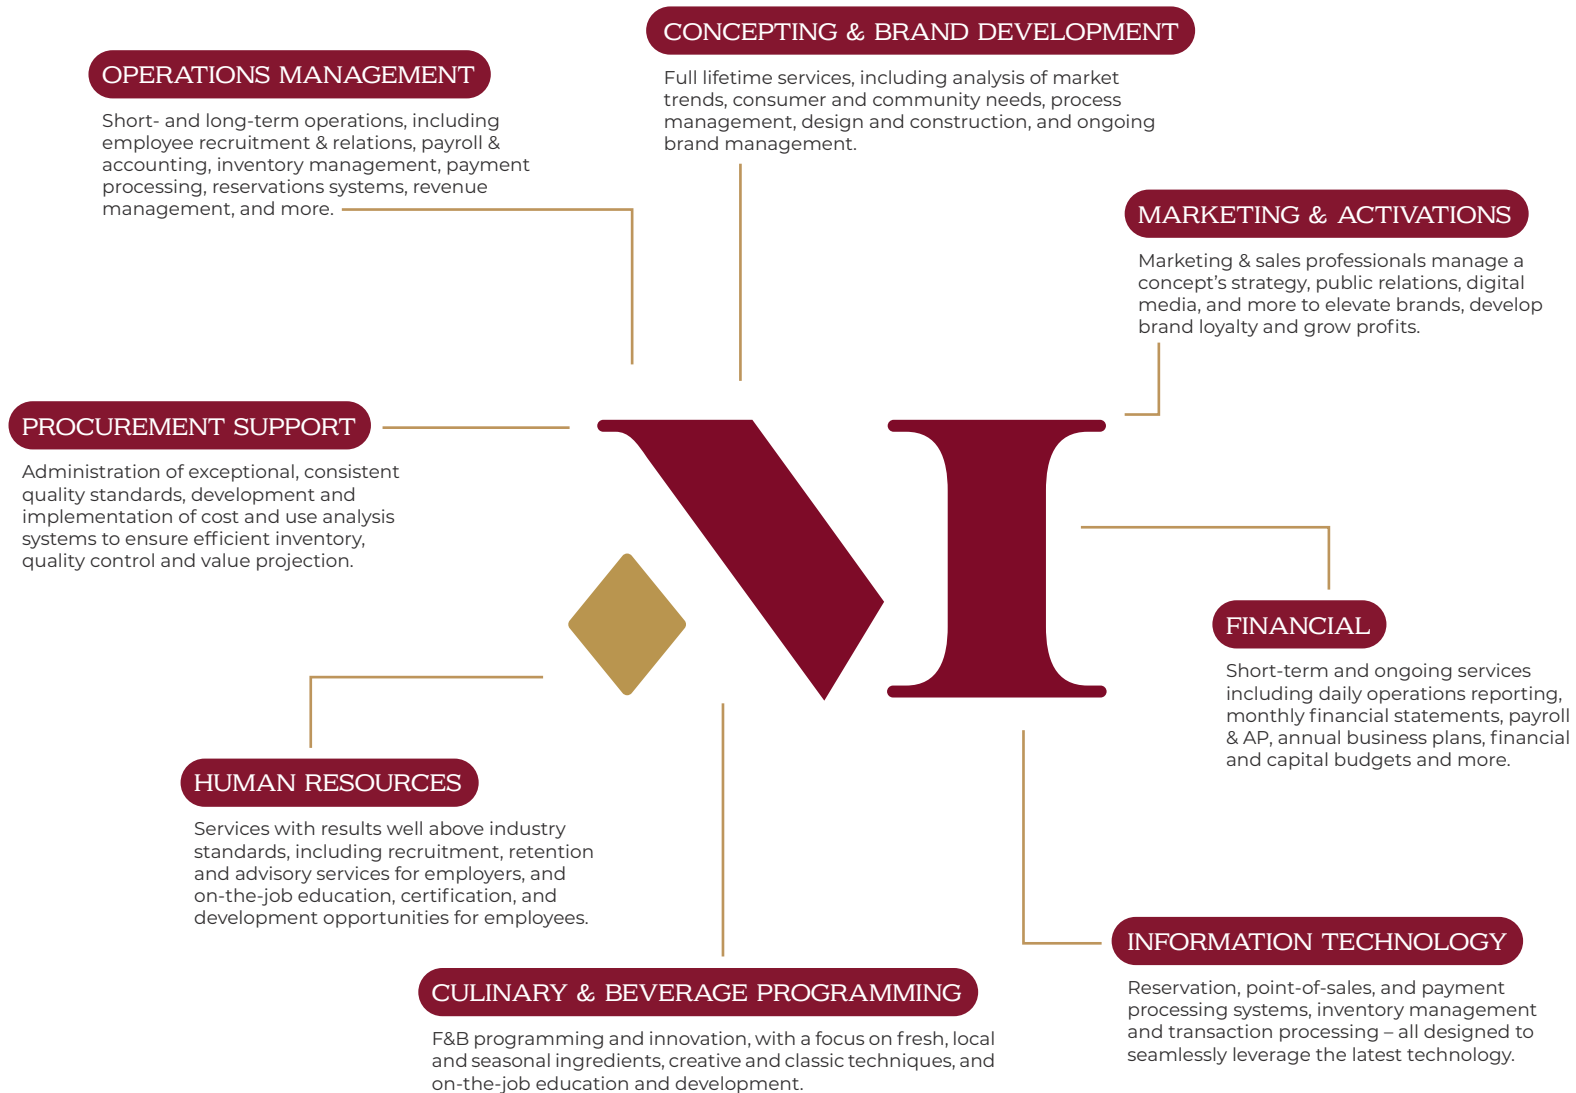 CONCEPTING & BRAND DEVELOPMENT
Full lifetime services, including analysis of market
trends, consumer and community needs, process
management, design and construction, and ongoing
brand management.
OPERATIONS MANAGEMENT
Short- and long-term operations, including
employee recruitment & relations, payroll &
accounting, inventory management, payment
processing, reservations systems, revenue
management, and more.
MARKETING & ACTIVATIONS
Marketing & sales professionals manage a
concept's strategy, public relations, digital
media, and more to elevate brands, develop
brand loyalty and grow profits.
PROCUREMENT SUPPORT
Administration of exceptional, consistent
quality standards, development and
implementation of cost and use analysis
systems to ensure efficient inventory,
quality control and value projection.
FINANCIAL
Short-term and ongoing services
including daily operations reporting,
monthly financial statements, payroll
& AP, annual business plans, financial
and capital budgets and more.
HUMAN RESOURCES
Services with results well above industry
standards, including recruitment, retention
and advisory services for employers, and
on-the-job education, certification, and
development opportunities for employees.
INFORMATION TECHNOLOGY
Reservation, point-of-sales, and payment
processing systems, inventory management
and transaction processing – all designed to
seamlessly leverage the latest technology.
CULINARY & BEVERAGE PROGRAMMING
F&B programming and innovation, with a focus on fresh, local
and seasonal ingredients, creative and classic techniques, and
on-the-job education and development.